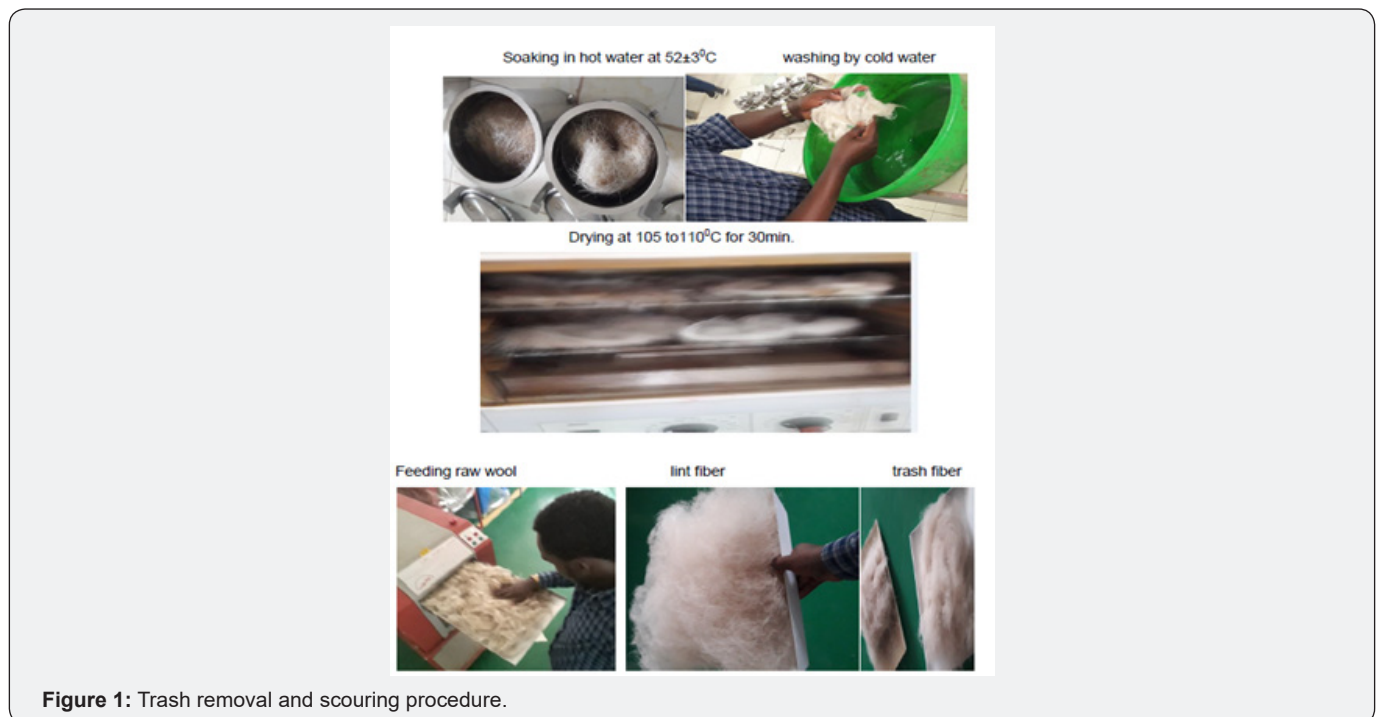 Soaking in hot water at 52±3⁰C washing by cold water
Drying at 105 to110⁰C for 30min.
Feeding raw wool lint fiber trash fiber
Figure 1: Trash removal and scouring procedure.